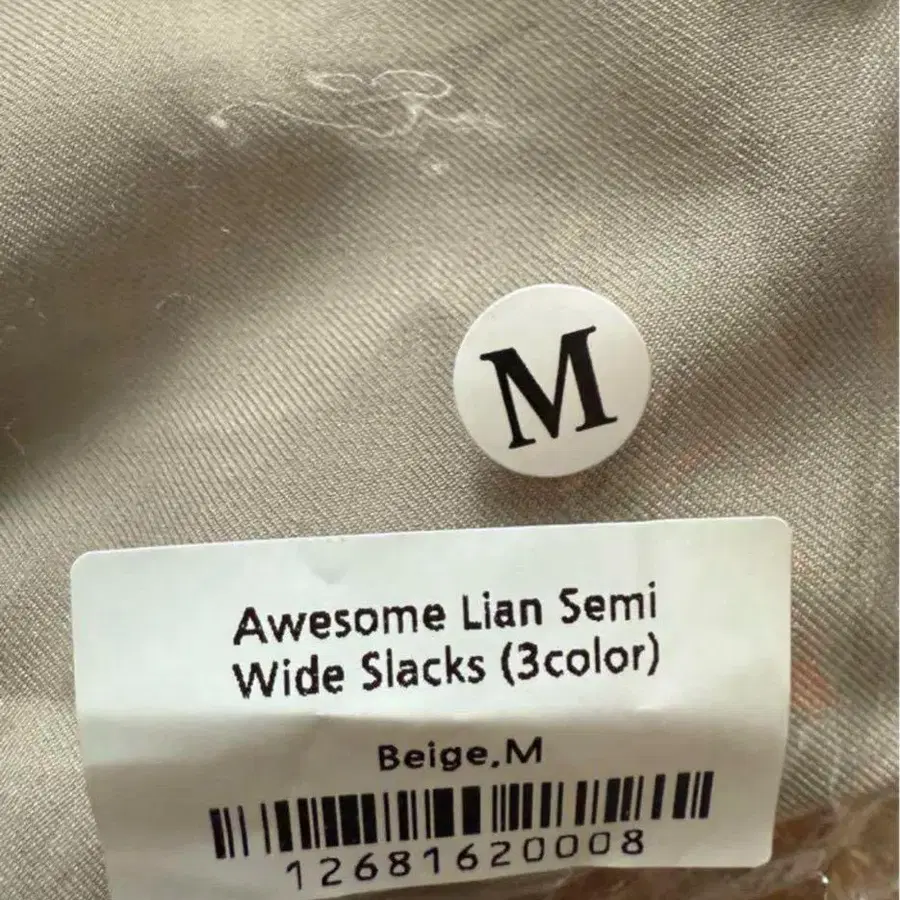 M
Awesome Lian Semi
Wide Slacks (3color)
Beige,M
12681620008